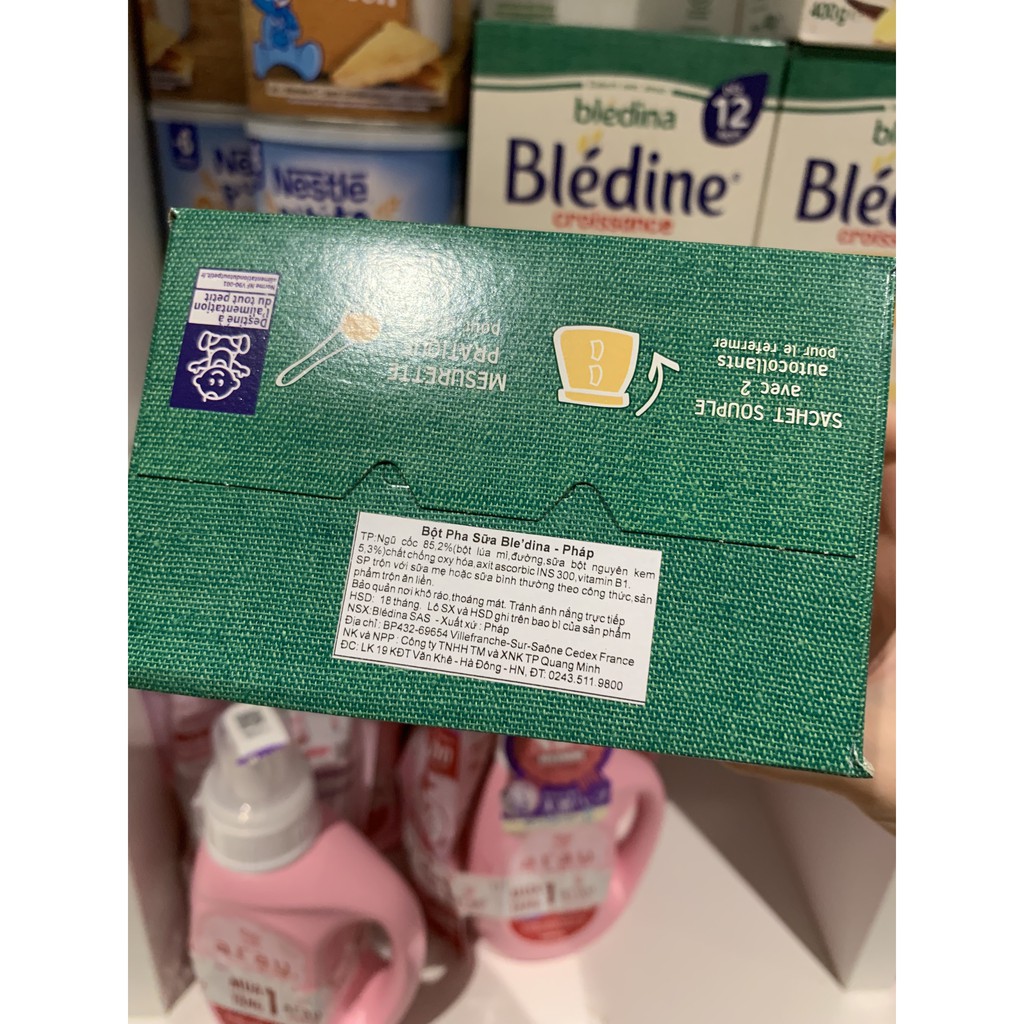 400g
blédina
12
Blédine
croissance
Nestlé
SACHET SOUPLE
avec 2
autocollants
pour le refermer
MESURETTE
Destiné à
l'alimentation
du tout petit
Bột Pha Sữa Ble'dina - Pháp
TP:Ngũ cốc 85,2%(bột lúa mì,đường,sữa bột nguyên kem
5,3%)chất chống oxy hóa,axit ascorbic INS 300,vitamin B1.
SP trộn với sữa mẹ hoặc sữa bình thường theo công thức,sản
phẩm trộn ăn liền.
Bảo quản nơi khô ráo,thoáng mát. Tránh ánh nắng trực tiếp
HSD: 18 tháng. Lô SX và HSD ghi trên bao bì của sản phẩm
NSX:Blédina SAS - Xuất xứ : Pháp
Địa chỉ : BP432-69654 Villefranche-Sur-Saône Cedex France
NK và NPP : Công ty TNHH TM và XNK TP Quang Minh
ĐC: LK 19 KĐT Văn Khê - Hà Đông - HN, ĐT: 0243.511.9800